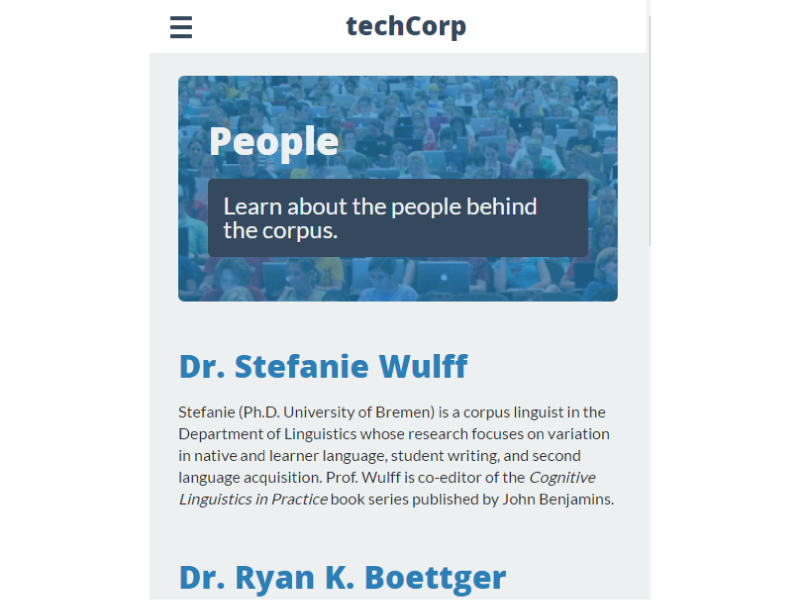 techCorp
People
Learn about the people behind
the corpus.
Dr. Stefanie Wulff
Stefanie (Ph.D. University of Bremen) is a corpus linguist in the
Department of Linguistics whose research focuses on variation
in native and learner language, student writing, and second
language acquisition. Prof. Wulff is co-editor of the Cognitive
Linguistics in Practice book series published by John Benjamins.
Dr. Ryan K. Boettger